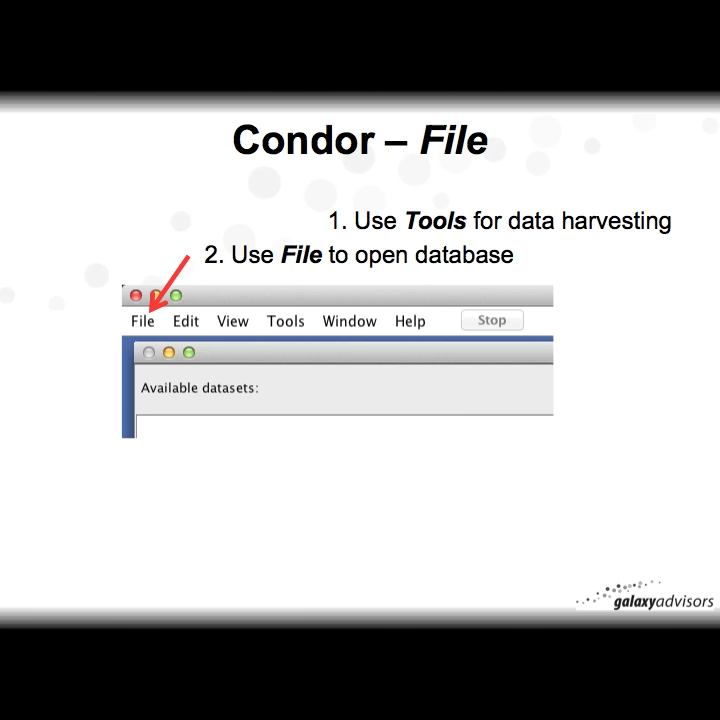 Condor – File
1. Use Tools for data harvesting
2. Use File to open database
File Edit View Tools Window Help Stop
Available datasets:
galaxyadvisors